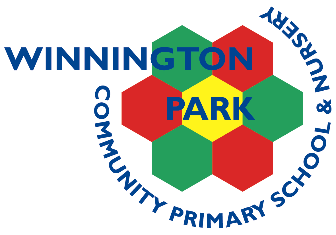 WINNINGTON
PARK
COMMUNITY PRIMARY SCHOOL & NURSERY